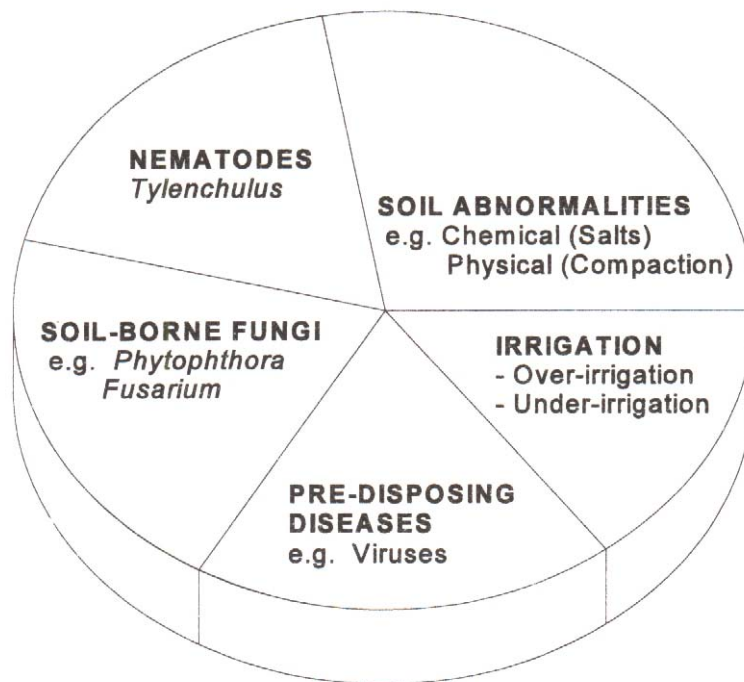 NEMATODES
Tylenchulus
SOIL ABNORMALITIES
e.g. Chemical (Salts)
Physical (Compaction)
SOIL-BORNE FUNGI
e.g. Phytophthora
Fusarium
IRRIGATION
- Over-irrigation
- Under-irrigation
PRE-DISPOSING
DISEASES
e.g. Viruses